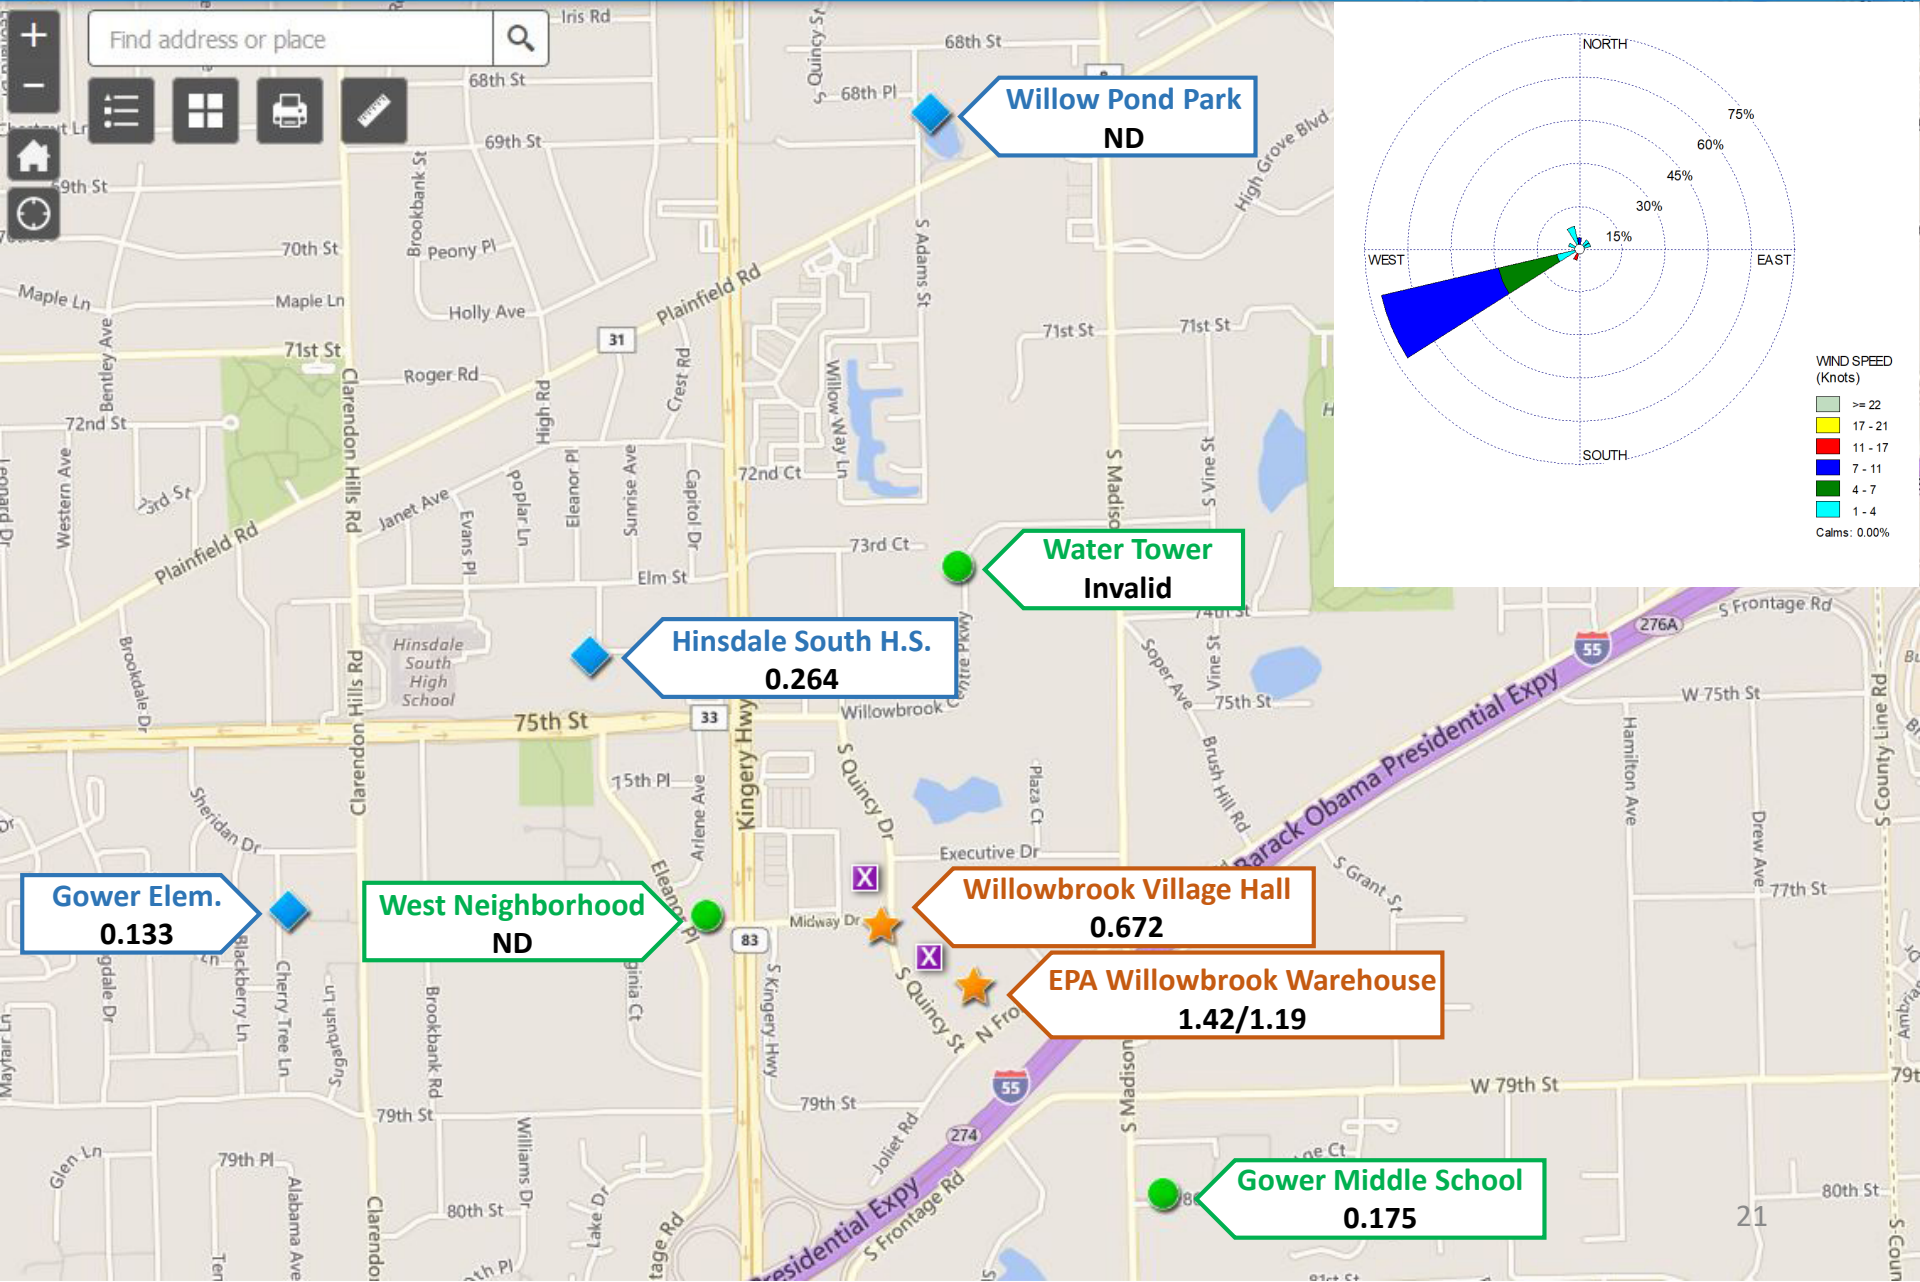 Find address or place
Iris Rd
68th St
68th St
S Quincy St
68th Pl
69th St
69th St
70th St
Brookbank St
Peony Pl
S Adams St
High Grove Blvd
Maple Ln
Maple Ln
Holly Ave
Plainfield Rd
31
71st St
71st St
71st St
Bentley Ave
Roger Rd
Crest Rd
High Rd
Willow Way Ln
Clarendon Hills Rd
72nd St
72nd Ct
Western Ave
Janet Ave
Evans Pl
Poplar Ln
Eleanor Pl
Sunrise Ave
Capitol Dr
S Vine St
Plainfield Rd
73rd Ct
Elm St
Willow Pond Park
ND
Water Tower
Invalid
Hinsdale South H.S.
0.264
Hinsdale
South
High
School
Brookdale Dr
Clarendon Hills Rd
75th St
33
Kingery Hwy
Willowbrook
Soper Ave
Vine St
75th St
W 75th St
S Frontage Rd
276A
55
S County Line Rd
Hamilton Ave
Drew Ave
Brush Hill Rd
Barack Obama Presidential Expy
Sheridan Dr
75th Pl
Arlene Ave
Eleanor Pl
S Quincy Dr
Plaza Ct
Executive Dr
S Grant St
77th St
X
Gower Elem.
0.133
West Neighborhood
ND
83
Midway Dr
Willowbrook Village Hall
0.672
X
EPA Willowbrook Warehouse
1.42/1.19
S Quincy St
N Fro
Blackberry Ln
Cherry Tree Ln
Sugarbush Ln
Brookbank Rd
S Kingery Hwy
Mayfair Ln
79th St
79th St
Joliet Rd
55
274
S Madison
W 79th St
Glen Ln
79th Pl
Alabama Ave
Williams Dr
80th St
Lake Dr
S Frontage Rd
Gower Middle School
0.175
80th St
21
NORTH
75%
60%
45%
30%
15%
WEST
EAST
SOUTH
WIND SPEED
(Knots)
>= 22
17 - 21
11 - 17
7 - 11
4 - 7
1 - 4
Calms: 0.00%